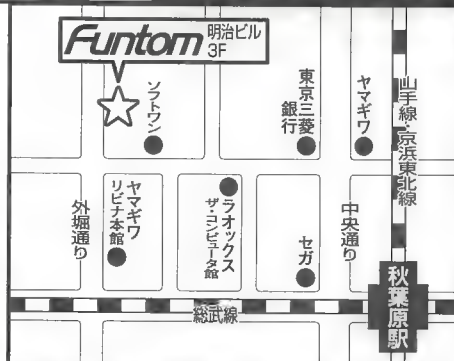 Funtom 明治ビル
3F
ソフトワン
東京三菱
銀行
ヤマギワ
山手線・京浜東北線
外堀通り
ヤマギワ
リビナ本館
ラオックス
ザ・コンピュータ館
セガ
中央通り
秋葉原駅
総武線